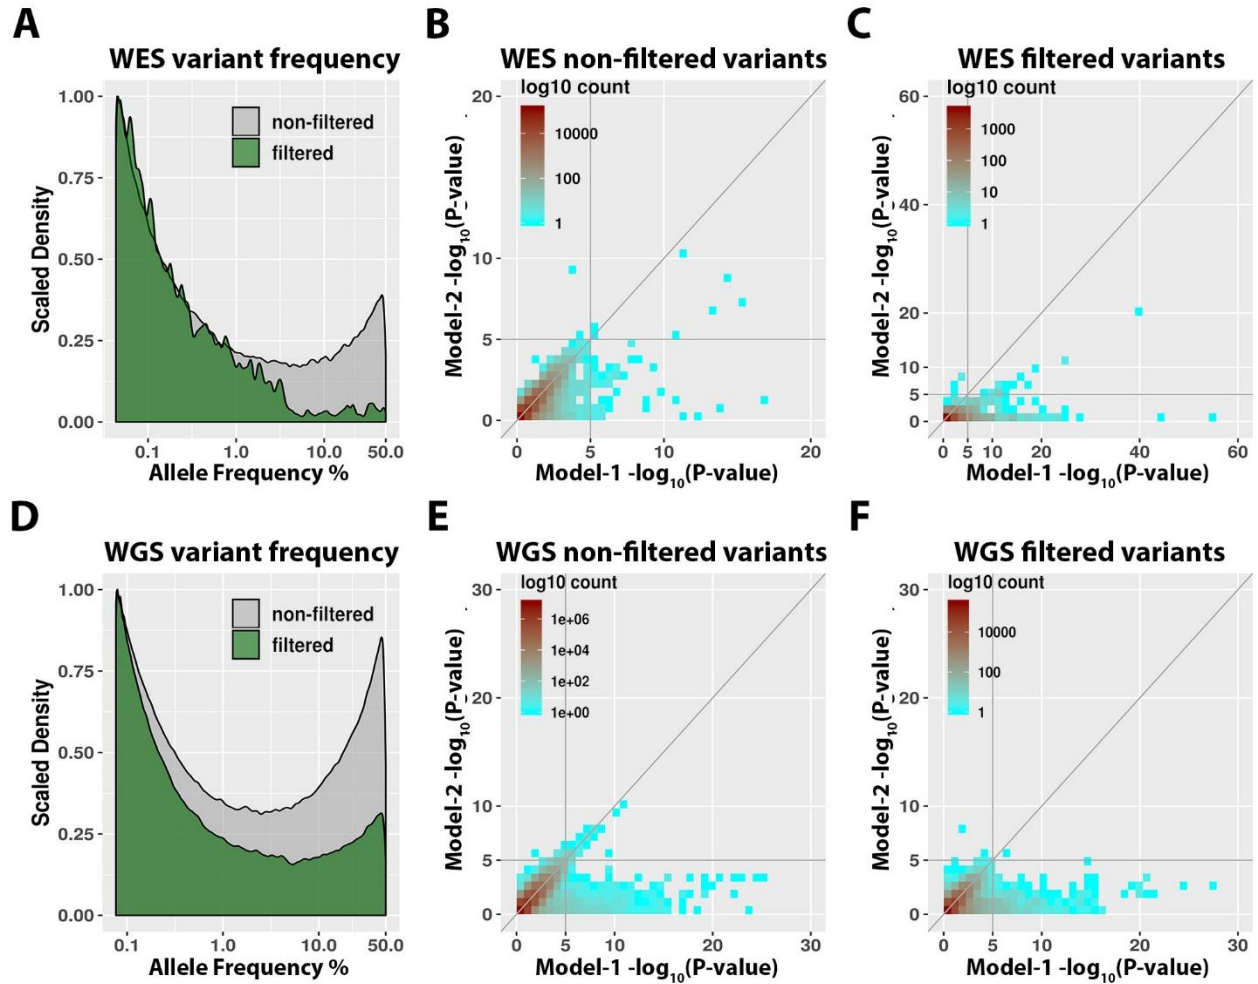 A
WES variant frequency
1.00
0.75
0.50
0.25
0.00
Scaled Density
non-filtered
filtered
0.1 1.0 10.0 50.0
Allele Frequency %
B
WES non-filtered variants
log10 count
10000
100
1
20
10
5
0
Model-2 -log10(P-value)
0 5 10 20
Model-1 -log10(P-value)
C
WES filtered variants
log10 count
1000
100
10
1
60
40
20
10
5
0
Model-2 -log10(P-value)
0 5 10 20 40 60
Model-1 -log10(P-value)
D
WGS variant frequency
1.00
0.75
0.50
0.25
0.00
Scaled Density
non-filtered
filtered
0.1 1.0 10.0 50.0
Allele Frequency %
E
WGS non-filtered variants
log10 count
1e+06
1e+04
1e+02
1e+00
30
20
10
5
0
Model-2 -log10(P-value)
0 5 10 20 30
Model-1 -log10(P-value)
F
WGS filtered variants
log10 count
10000
100
1
30
20
10
5
0
Model-2 -log10(P-value)
0 5 10 20 30
Model-1 -log10(P-value)